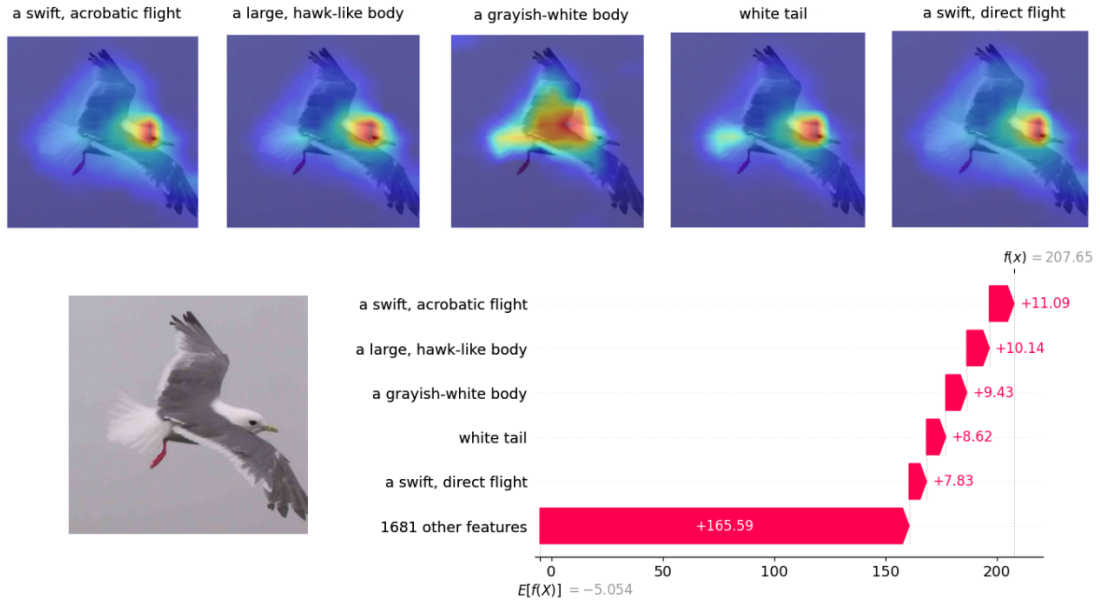 a swift, acrobatic flight
a large, hawk-like body
a grayish-white body
white tail
a swift, direct flight
f(x) = 207.65
a swift, acrobatic flight
+11.09
a large, hawk-like body
+10.14
a grayish-white body
+9.43
white tail
+8.62
a swift, direct flight
+7.83
1681 other features
+165.59
0 50 100 150 200
E[f(X)] = −5.054